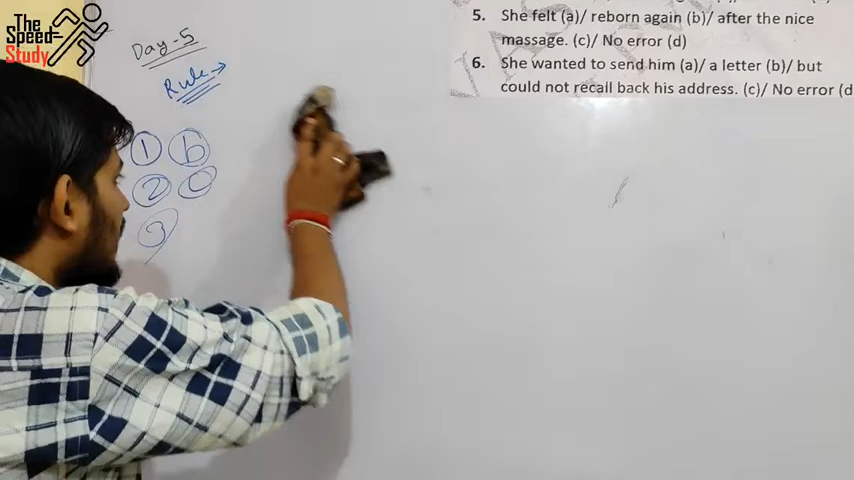 The
Speed
Study
Day-5
Rule→
1 b
2 c
3
5. She felt (a)/ reborn again (b)/ after the nice
massage. (c)/ No error (d)
6. She wanted to send him (a)/ a letter (b)/ but
could not recall back his address. (c)/ No error (d